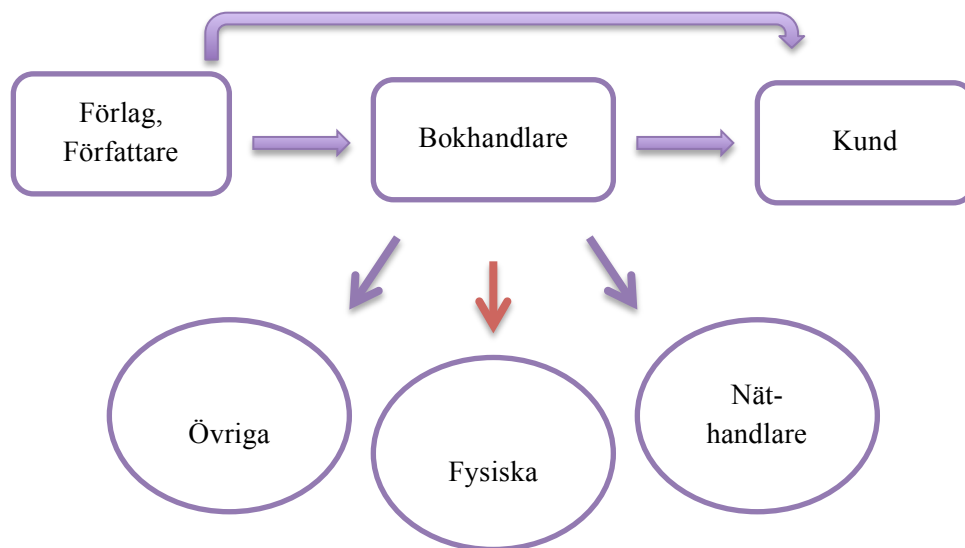 Förlag,
Författare
Bokhandlare
Kund
Övriga
Fysiska
Nät-
handlare